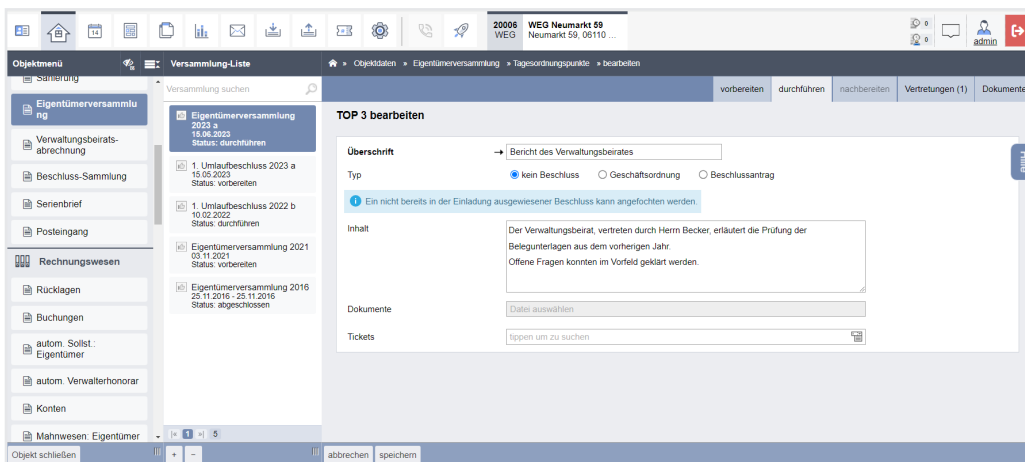 14
20006 WEG Neumarkt 59
WEG Neumarkt 59, 06110 ...
0
0
admin
Objektmenü
Versammlung-Liste
» Objektdaten » Eigentümerversammlung » Tagesordnungspunkte » bearbeiten
Sanierung
Eigentümerversammlu
ng
Verwaltungsbeirats-
abrechnung
Beschluss-Sammlung
Serienbrief
Posteingang
Rechnungswesen
Rücklagen
Buchungen
autom. Sollst.:
Eigentümer
autom. Verwalterhonorar
Konten
Mahnwesen: Eigentümer
Objekt schließen
Versammlung suchen
Eigentümerversammlung
2023 a
15.06.2023
Status: durchführen
1. Umlaufbeschluss 2023 a
15.05.2023
Status: vorbereiten
1. Umlaufbeschluss 2022 b
10.02.2022
Status: durchführen
Eigentümerversammlung 2021
03.11.2021
Status: vorbereiten
Eigentümerversammlung 2016
25.11.2016 - 25.11.2016
Status: abgeschlossen
1 5
+ −
vorbereiten durchführen nachbereiten Vertretungen (1) Dokumente
TOP 3 bearbeiten
Überschrift
Bericht des Verwaltungsbeirates
Typ
kein Beschluss Geschäftsordnung Beschlussantrag
Ein nicht bereits in der Einladung ausgewiesener Beschluss kann angefochten werden.
Inhalt
Der Verwaltungsbeirat, vertreten durch Herrn Becker, erläutert die Prüfung der
Belegunterlagen aus dem vorherigen Jahr.
Offene Fragen konnten im Vorfeld geklärt werden.
Dokumente
Datei auswählen
Tickets
tippen um zu suchen
abbrechen speichern